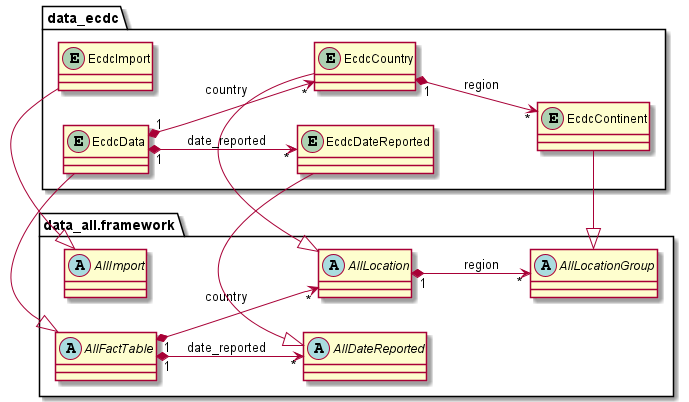 data_ecdc
E EcdcImport
E EcdcCountry
country
region
1
*
1
*
E EcdcContinent
E EcdcData
date_reported
1
*
E EcdcDateReported
data_all.framework
A AllImport
A AllLocation
region
1
*
A AllLocationGroup
country
*
A AllFactTable
1
date_reported
1
*
A AllDateReported